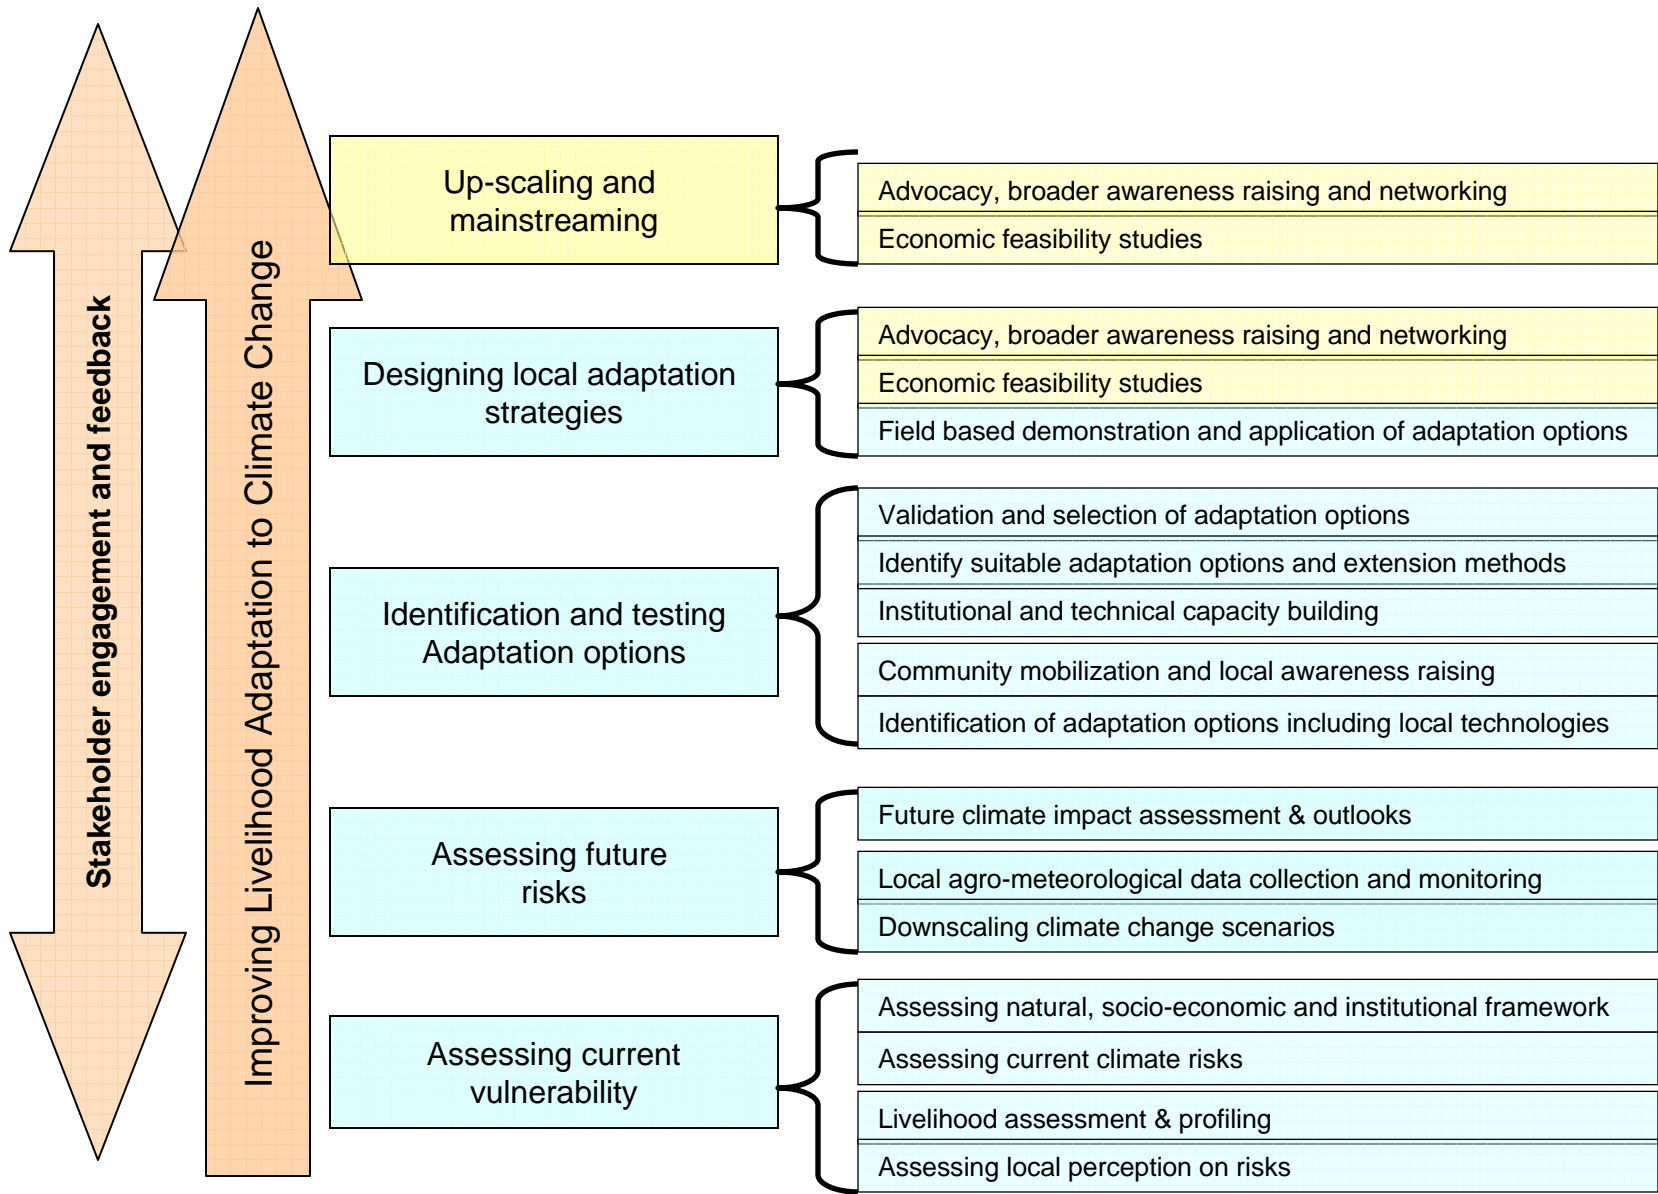 Stakeholder engagement and feedback
Improving Livelihood Adaptation to Climate Change
Up-scaling and
mainstreaming
Advocacy, broader awareness raising and networking
Economic feasibility studies
Designing local adaptation
strategies
Advocacy, broader awareness raising and networking
Economic feasibility studies
Field based demonstration and application of adaptation options
Identification and testing
Adaptation options
Validation and selection of adaptation options
Identify suitable adaptation options and extension methods
Institutional and technical capacity building
Community mobilization and local awareness raising
Identification of adaptation options including local technologies
Assessing future
risks
Future climate impact assessment & outlooks
Local agro-meteorological data collection and monitoring
Downscaling climate change scenarios
Assessing current
vulnerability
Assessing natural, socio-economic and institutional framework
Assessing current climate risks
Livelihood assessment & profiling
Assessing local perception on risks